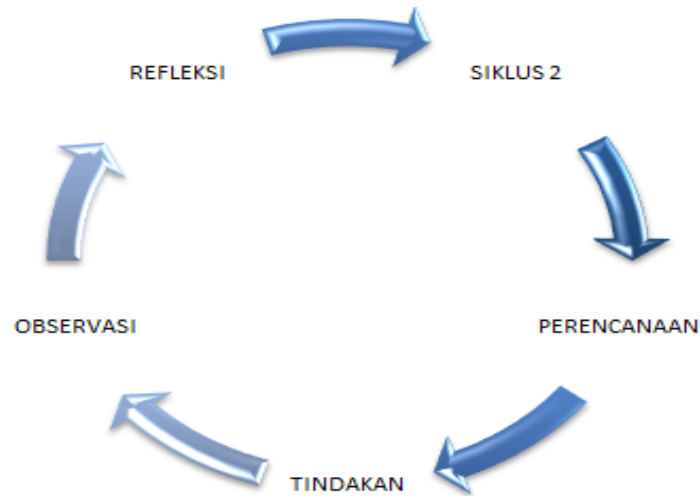 REFLEKSI
SIKLUS 2
OBSERVASI
PERENCANAAN
TINDAKAN